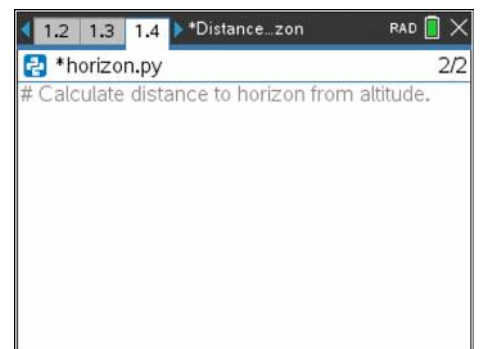 1.2 1.3 1.4 *Distance...zon RAD
*horizon.py 2/2
# Calculate distance to horizon from altitude.